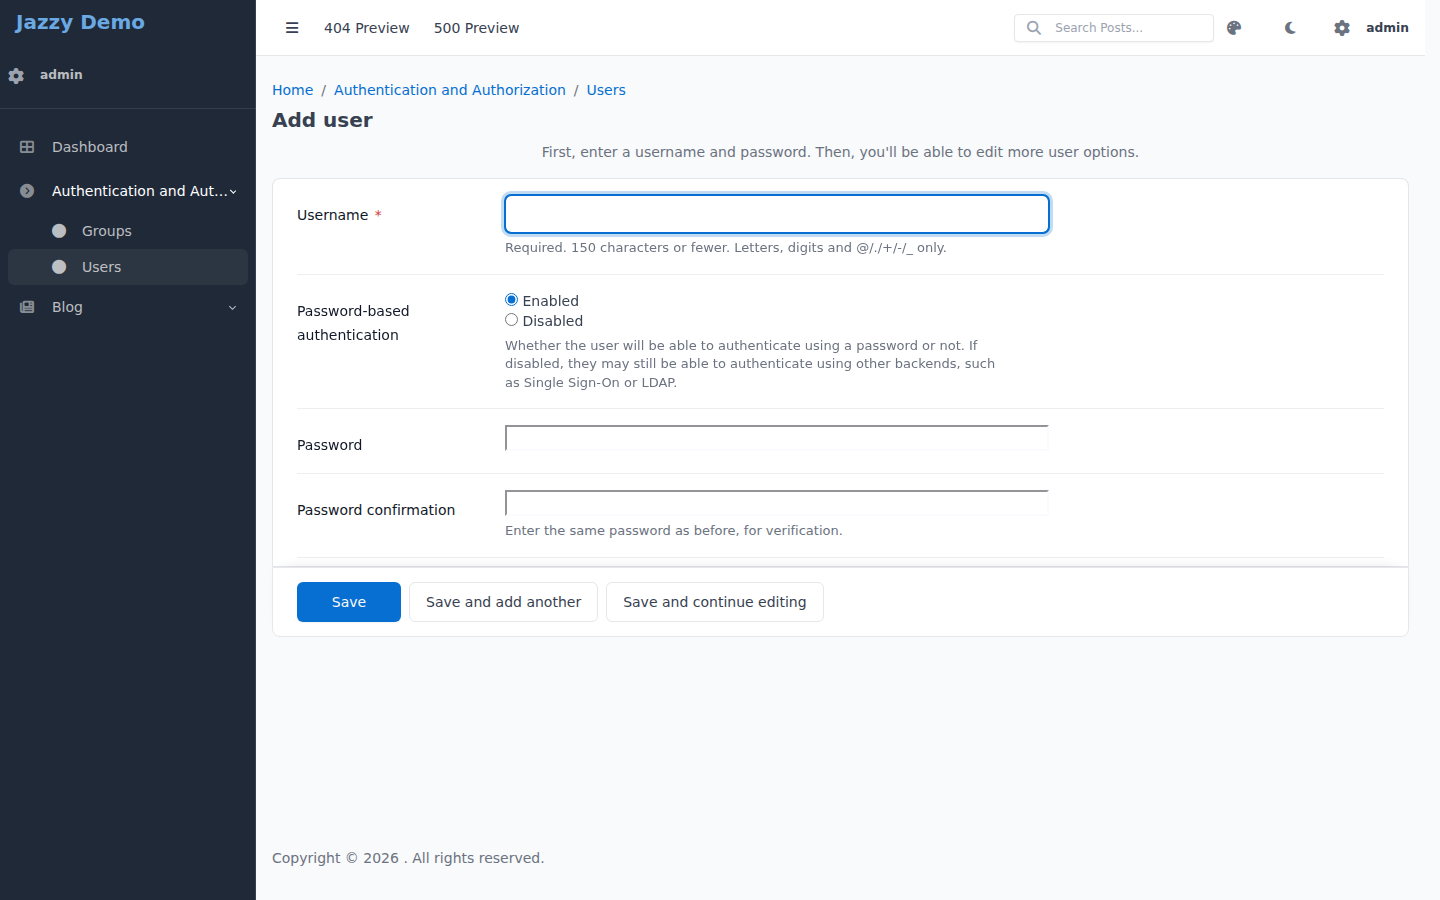 Jazzy Demo
admin
Dashboard
Authentication and Aut...
Groups
Users
Blog
404 Preview
500 Preview
Search Posts...
admin
Home / Authentication and Authorization / Users
Add user
First, enter a username and password. Then, you'll be able to edit more user options.
Username *
Required. 150 characters or fewer. Letters, digits and @/./+/-/_ only.
Password-based
authentication
Enabled
Disabled
Whether the user will be able to authenticate using a password or not. If
disabled, they may still be able to authenticate using other backends, such
as Single Sign-On or LDAP.
Password
Password confirmation
Enter the same password as before, for verification.
Save
Save and add another
Save and continue editing
Copyright © 2026 . All rights reserved.